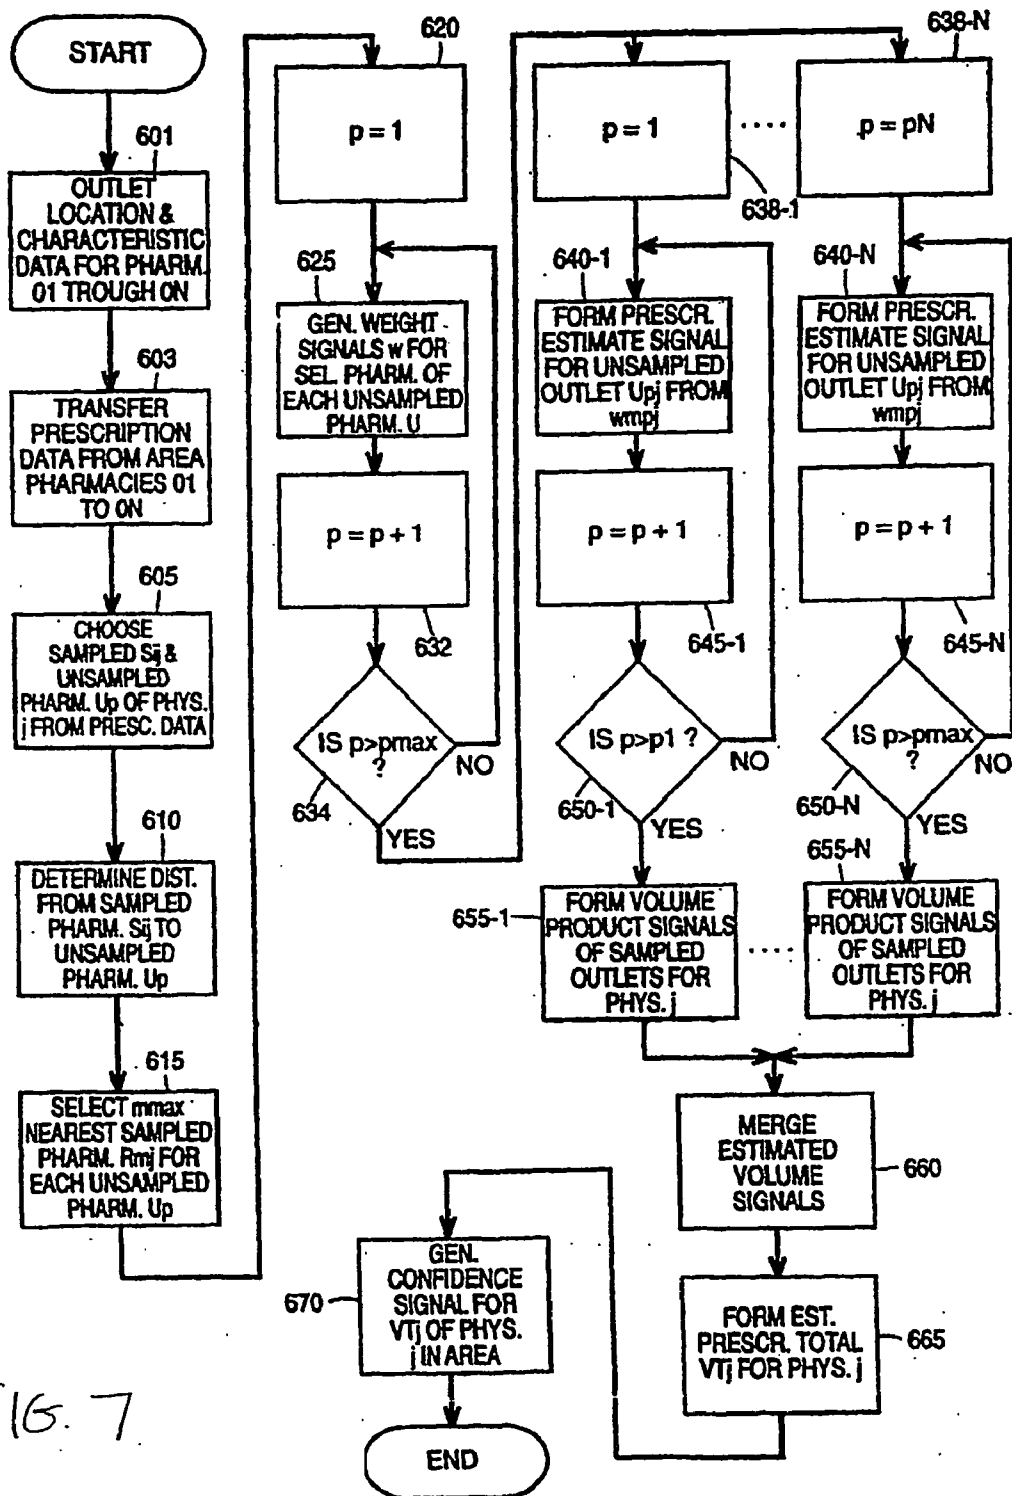 START
601
OUTLET
LOCATION &
CHARACTERISTIC
DATA FOR PHARM.
01 TROUGH 0N
603
TRANSFER
PRESCRIPTION
DATA FROM AREA
PHARMACIES 01
TO 0N
605
CHOOSE
SAMPLED Sij &
UNSAMPLED
PHARM. Up OF PHYS.
j FROM PRESC. DATA
610
DETERMINE DIST.
FROM SAMPLED
PHARM. Sij TO
UNSAMPLED
PHARM. Up
615
SELECT mmax
NEAREST SAMPLED
PHARM. Rmj FOR
EACH UNSAMPLED
PHARM. Up
620
p = 1
625
GEN. WEIGHT
SIGNALS w FOR
SEL. PHARM. OF
EACH UNSAMPLED
PHARM. U
p = p + 1
632
IS p>pmax
?
NO
634
YES
p = 1
638-1
640-1
FORM PRESCR.
ESTIMATE SIGNAL
FOR UNSAMPLED
OUTLET Upj FROM
wmpj
p = p + 1
645-1
IS p>p1 ?
NO
650-1
YES
655-1
FORM VOLUME
PRODUCT SIGNALS
OF SAMPLED
OUTLETS FOR
PHYS. j
638-N
p = pN
640-N
FORM PRESCR.
ESTIMATE SIGNAL
FOR UNSAMPLED
OUTLET Upj FROM
wmpj
p = p + 1
645-N
IS p>pmax
?
NO
650-N
YES
655-N
FORM VOLUME
PRODUCT SIGNALS
OF SAMPLED
OUTLETS FOR
PHYS. j
MERGE
ESTIMATED
VOLUME
SIGNALS
660
FORM EST.
PRESCR. TOTAL
VTj FOR PHYS. j
665
GEN.
CONFIDENCE
SIGNAL FOR
VTj OF PHYS.
j IN AREA
670
END
IG. 7